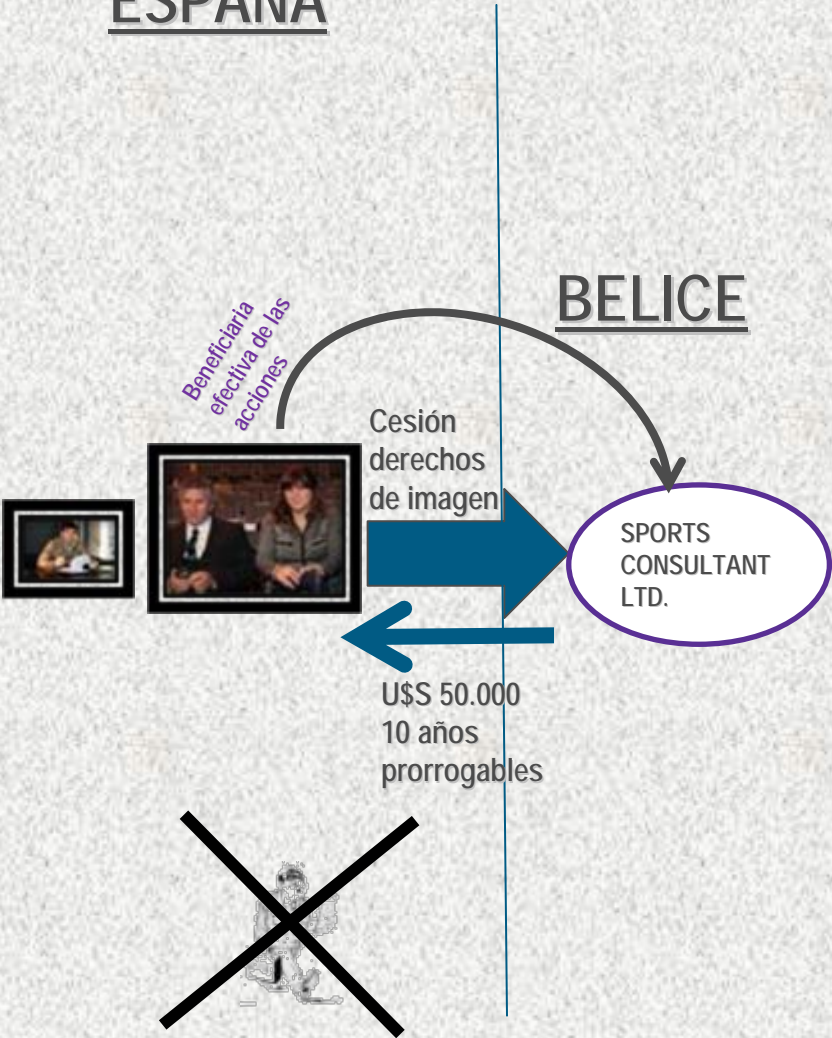 ESPAÑA
BELICE
Beneficiaria
efectiva de las
acciones
Cesión
derechos
de imagen
SPORTS
CONSULTANT
LTD.
U$S 50.000
10 años
prorrogables